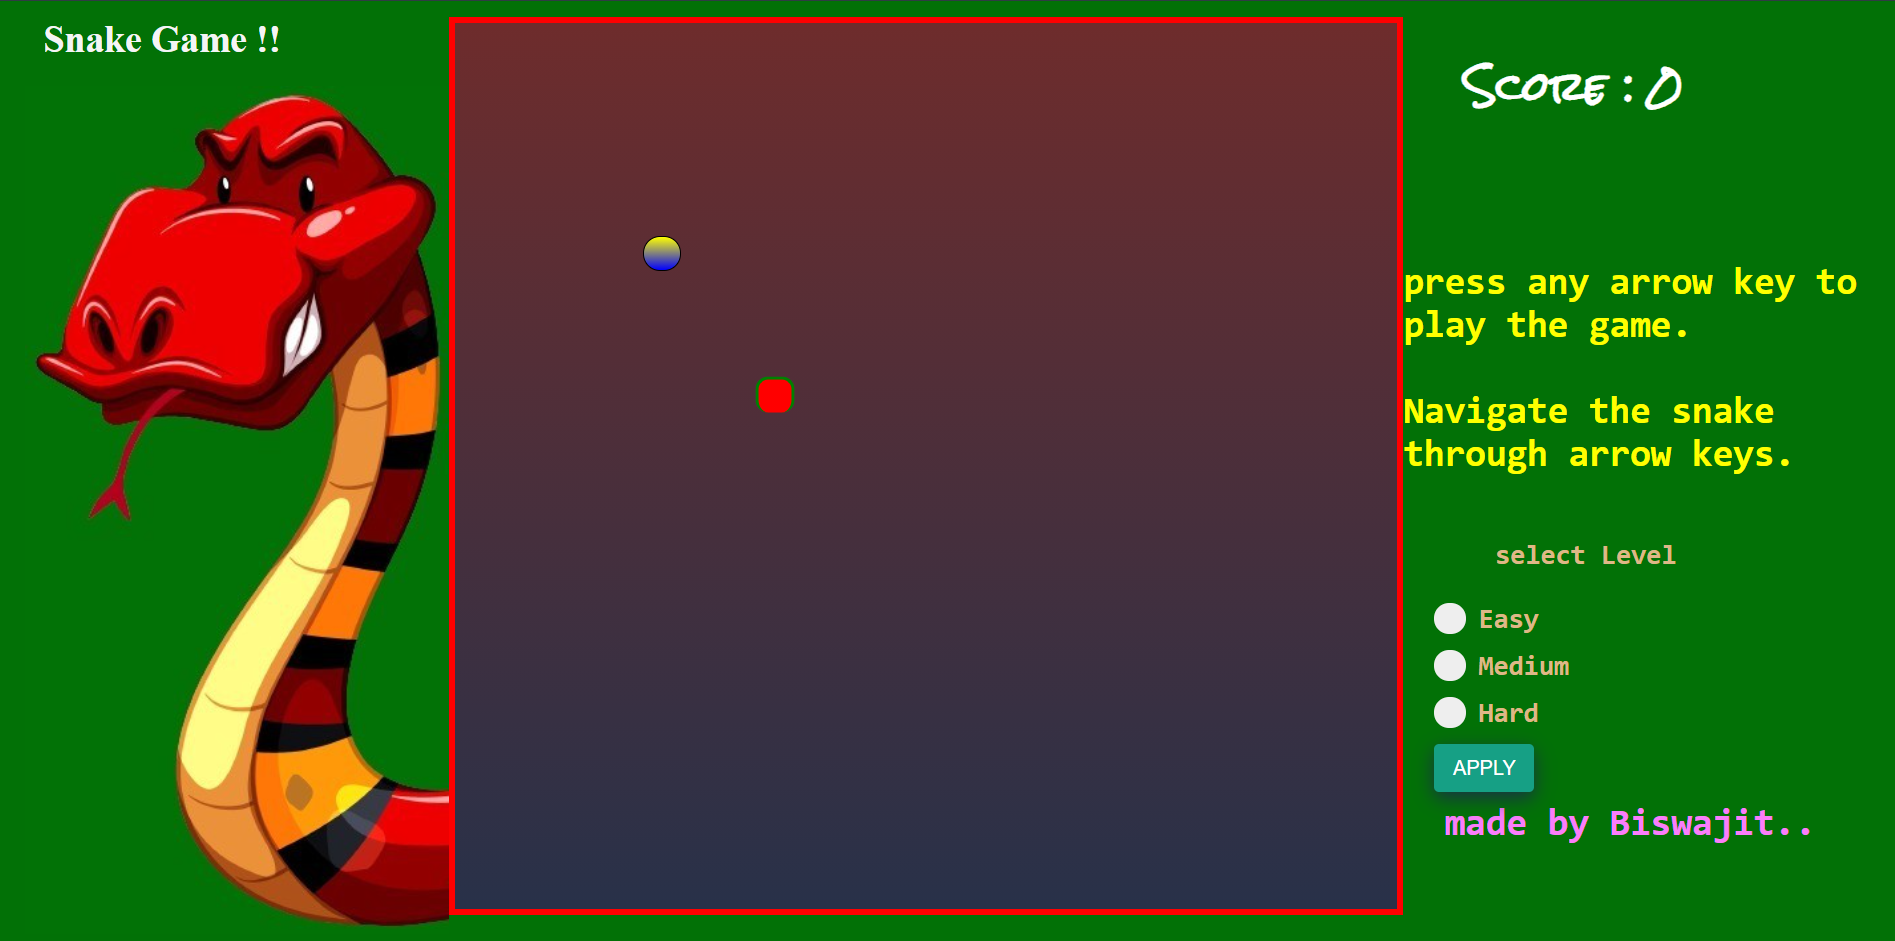 Snake Game !!
Score: 0
press any arrow key to
play the game.
Navigate the snake
through arrow keys.
select Level
Easy
Medium
Hard
APPLY
made by Biswajit..